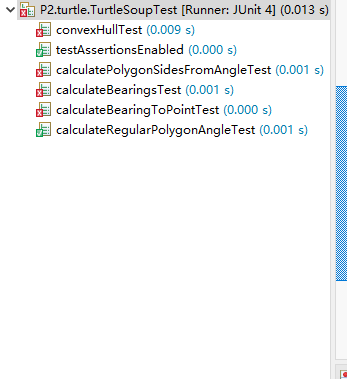 P2.turtle.TurtleSoupTest [Runner: JUnit 4] (0.013 s)
convexHullTest (0.009 s)
testAssertionsEnabled (0.000 s)
calculatePolygonSidesFromAngleTest (0.001 s)
calculateBearingsTest (0.001 s)
calculateBearingToPointTest (0.000 s)
calculateRegularPolygonAngleTest (0.001 s)